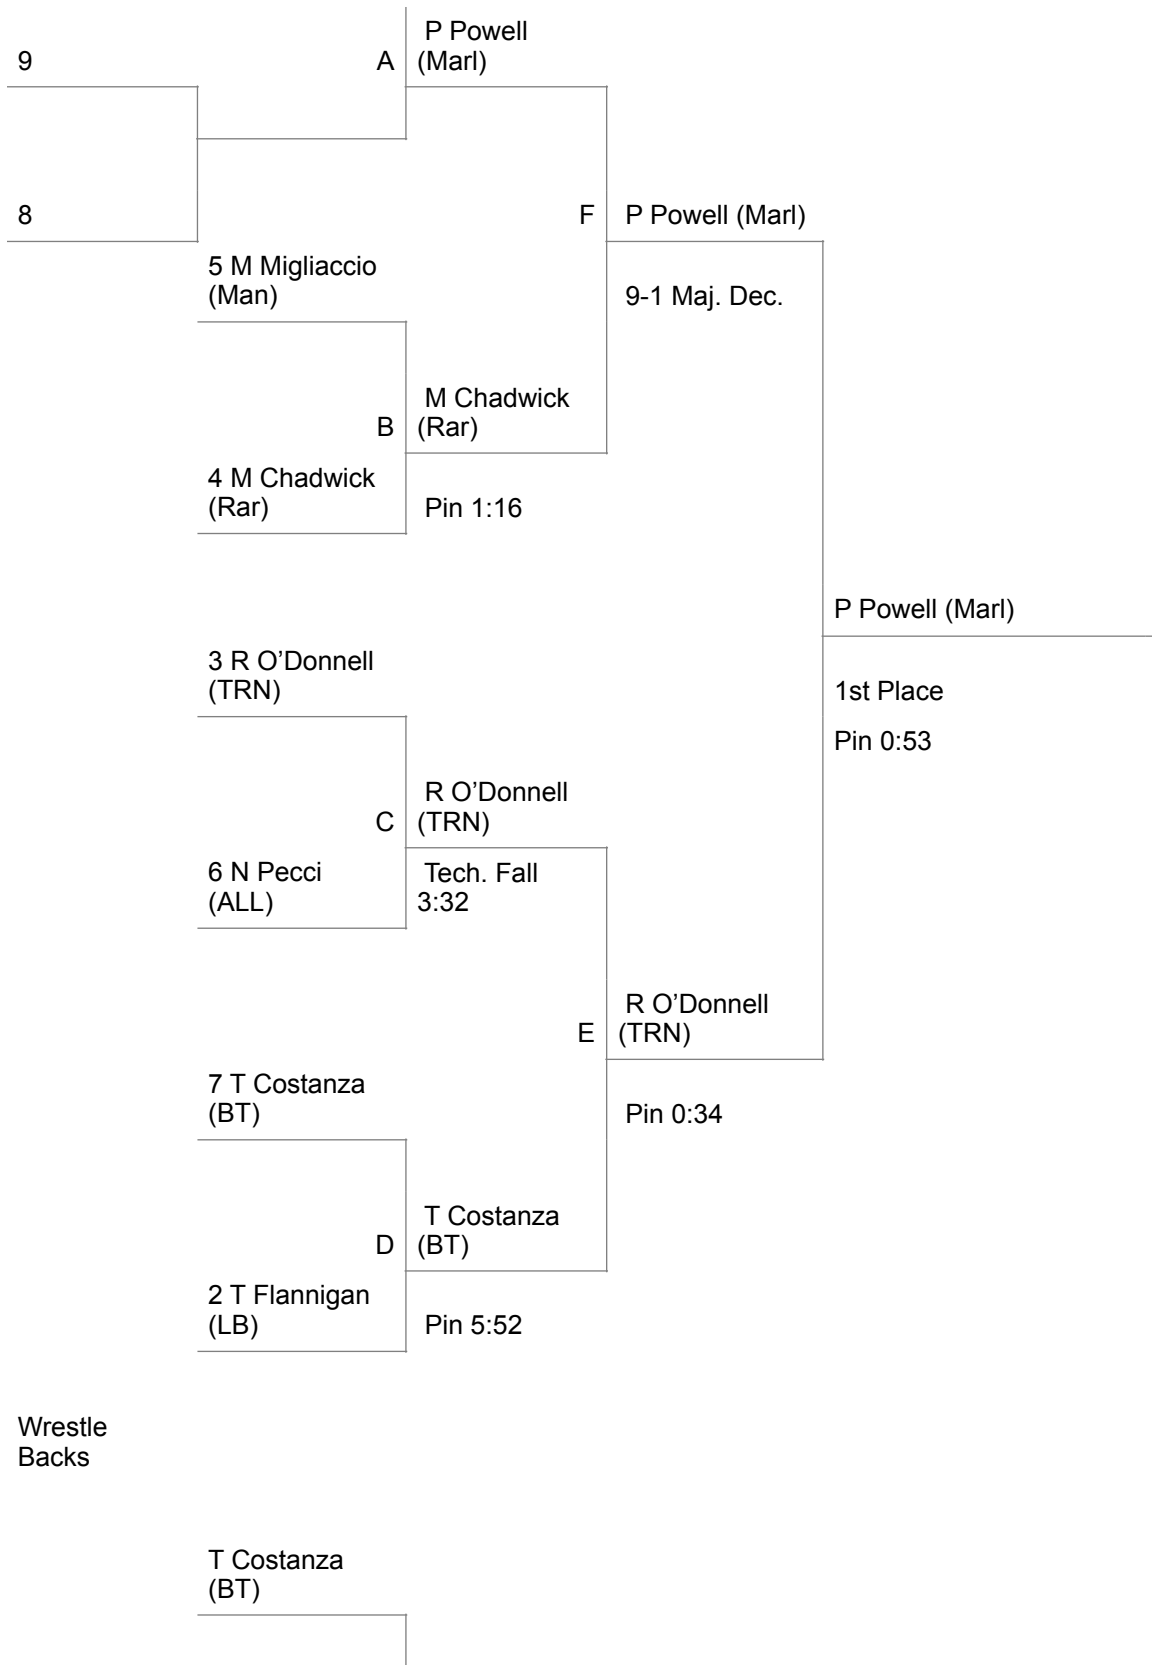 P Powell
(Marl)
9
A
8
F
P Powell (Marl)
5 M Migliaccio
(Man)
9-1 Maj. Dec.
M Chadwick
(Rar)
B
4 M Chadwick
(Rar)
Pin 1:16
P Powell (Marl)
3 R O’Donnell
(TRN)
1st Place
Pin 0:53
R O’Donnell
(TRN)
C
6 N Pecci
(ALL)
Tech. Fall
3:32
R O’Donnell
(TRN)
E
7 T Costanza
(BT)
Pin 0:34
T Costanza
(BT)
D
2 T Flannigan
(LB)
Pin 5:52
Wrestle
Backs
T Costanza
(BT)